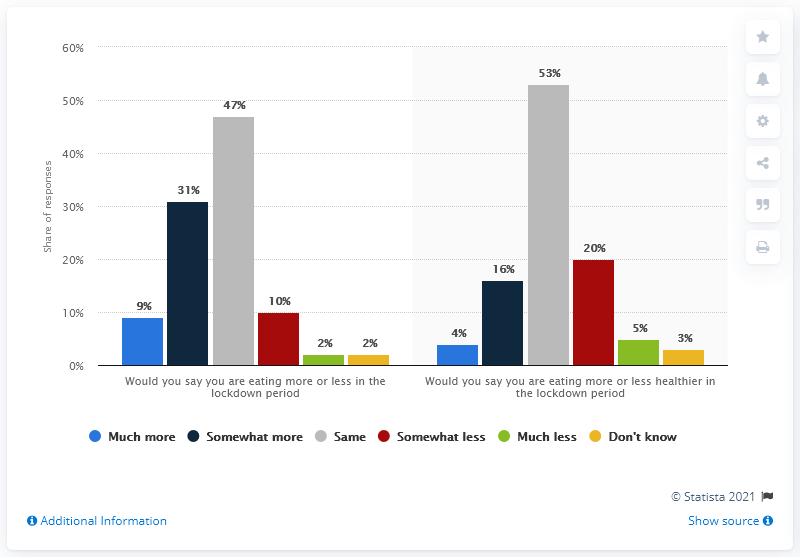 60%
50%
40%
30%
20%
10%
0%
Share of responses
9%
31%
47%
10%
2%
2%
4%
16%
53%
20%
5%
3%
Would you say you are eating more or less in the
lockdown period
Would you say you are eating more or less healthier in
the lockdown period
Much more
Somewhat more
Same
Somewhat less
Much less
Don't know
© Statista 2021
Additional Information
Show source